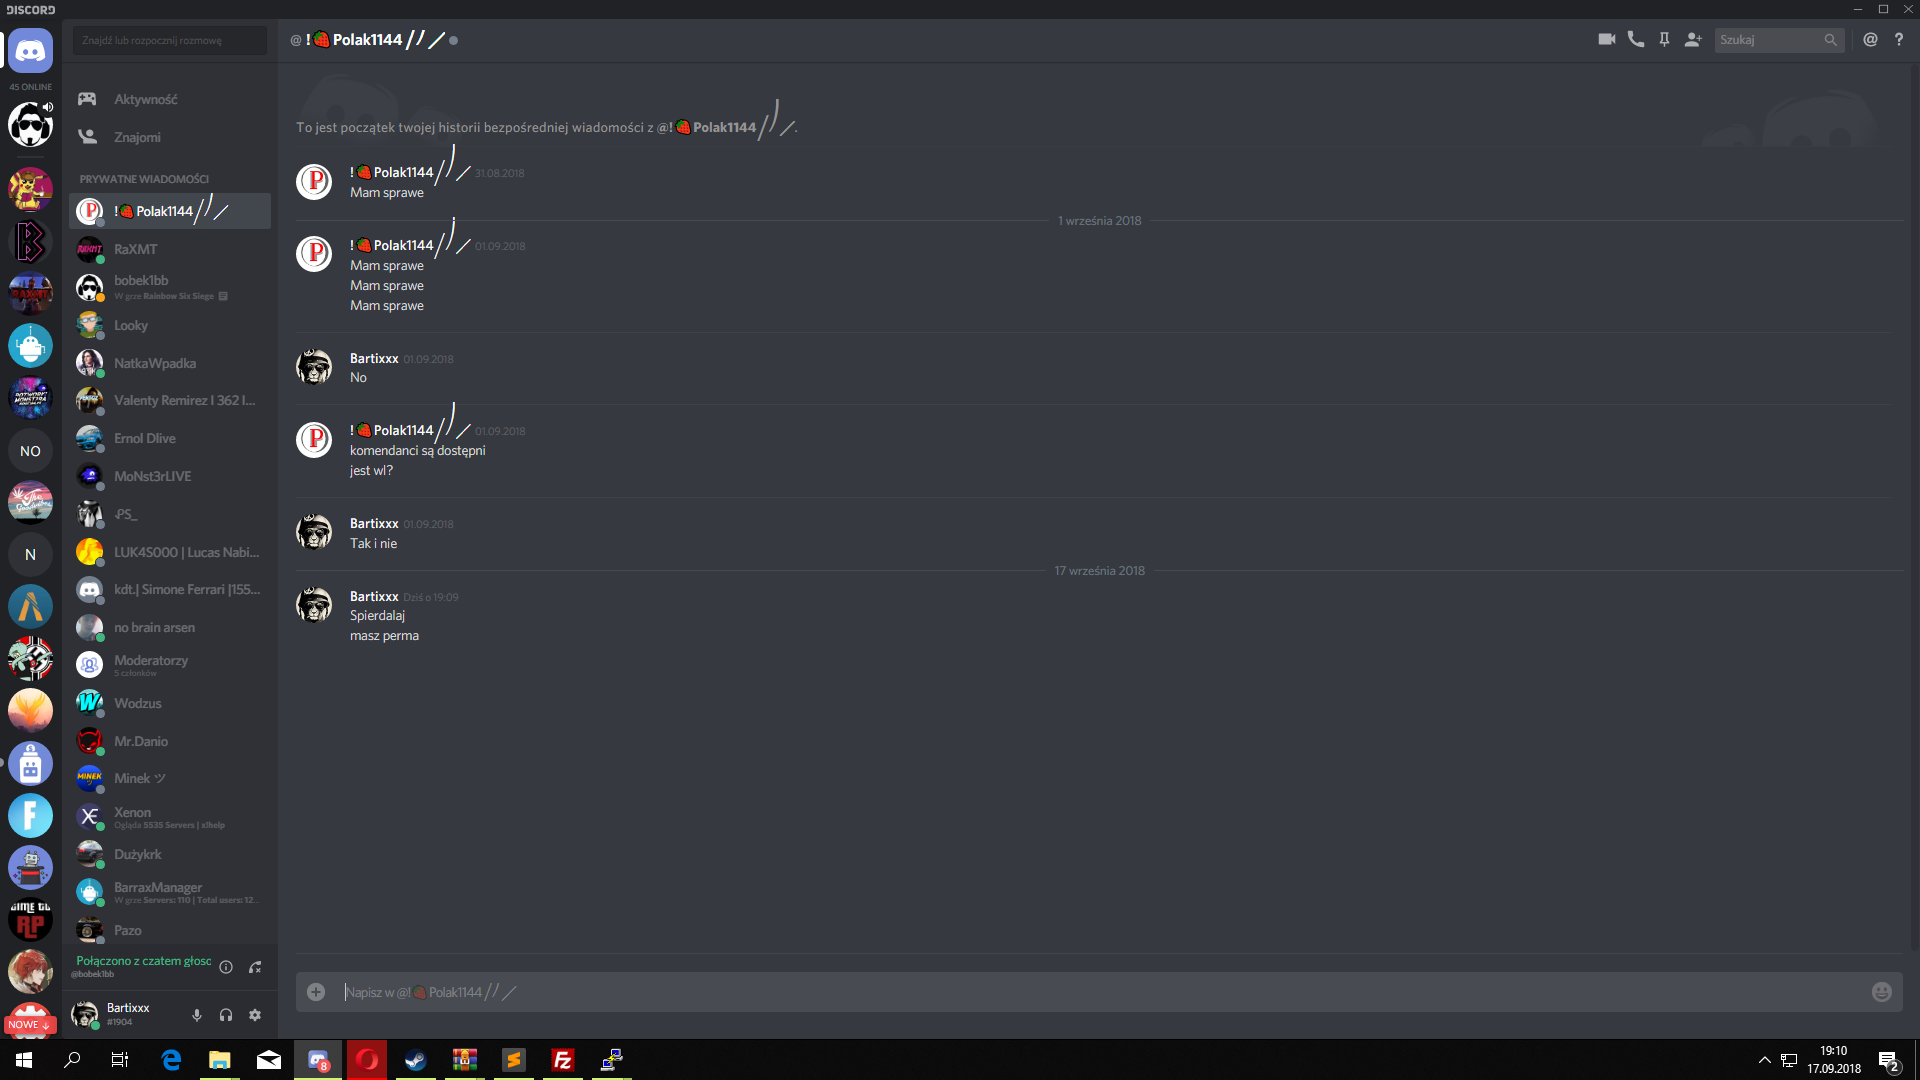 DISCORD
Znajdź lub rozpocznij rozmowę
@ !🍓Polak1144
Szukaj
45 ONLINE
Aktywność
Znajomi
PRYWATNE WIADOMOŚCI
!🍓Polak1144
RaXMT
bobek1bb
W grze Rainbow Six Siege
Looky
NatkaWpadka
Valenty Remirez I 362 I...
Ernol Dlive
MoNst3rLIVE
PS_
LUK4S000 | Lucas Nabi...
kdt.| Simone Ferrari |155...
no brain arsen
Moderatorzy
5 członków
Wodzus
Mr.Danio
Minek ツ
Xenon
Ogląda 5535 Servers | x!help
Dużykrk
BarraxManager
W grze Servers: 110 | Total users: 12...
Pazo
NO
N
NOWE
Połączono z czatem głosc
@bobek1bb
Bartixxx
#1904
To jest początek twojej historii bezpośredniej wiadomości z @!🍓Polak1144.
!🍓Polak1144 31.08.2018
Mam sprawe
1 września 2018
!🍓Polak1144 01.09.2018
Mam sprawe
Mam sprawe
Mam sprawe
Bartixxx 01.09.2018
No
!🍓Polak1144 01.09.2018
komendanci są dostępni
jest wl?
Bartixxx 01.09.2018
Tak i nie
17 września 2018
Bartixxx Dziś o 19:09
Spierdalaj
masz perma
Napisz w @!🍓Polak1144
8
19:10
17.09.2018
2